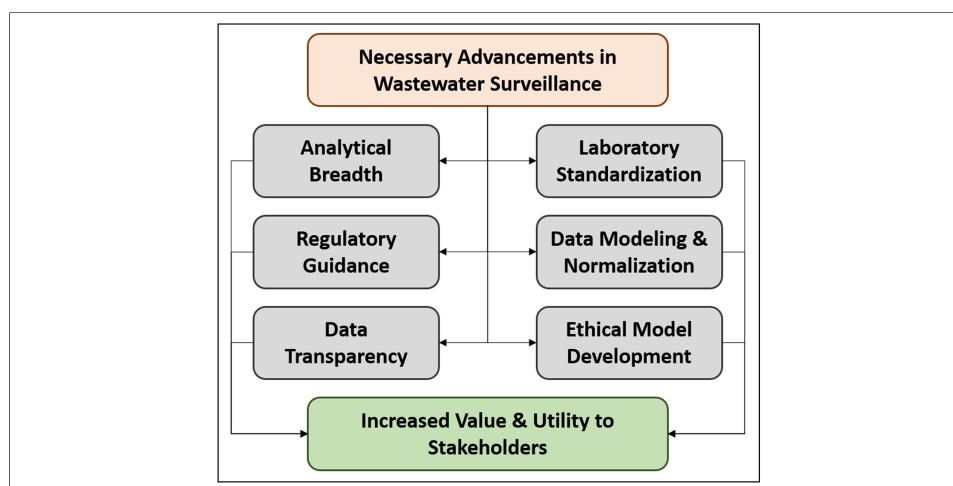 Necessary Advancements in
Wastewater Surveillance
Analytical
Breadth
Laboratory
Standardization
Regulatory
Guidance
Data Modeling &
Normalization
Data
Transparency
Ethical Model
Development
Increased Value & Utility to
Stakeholders